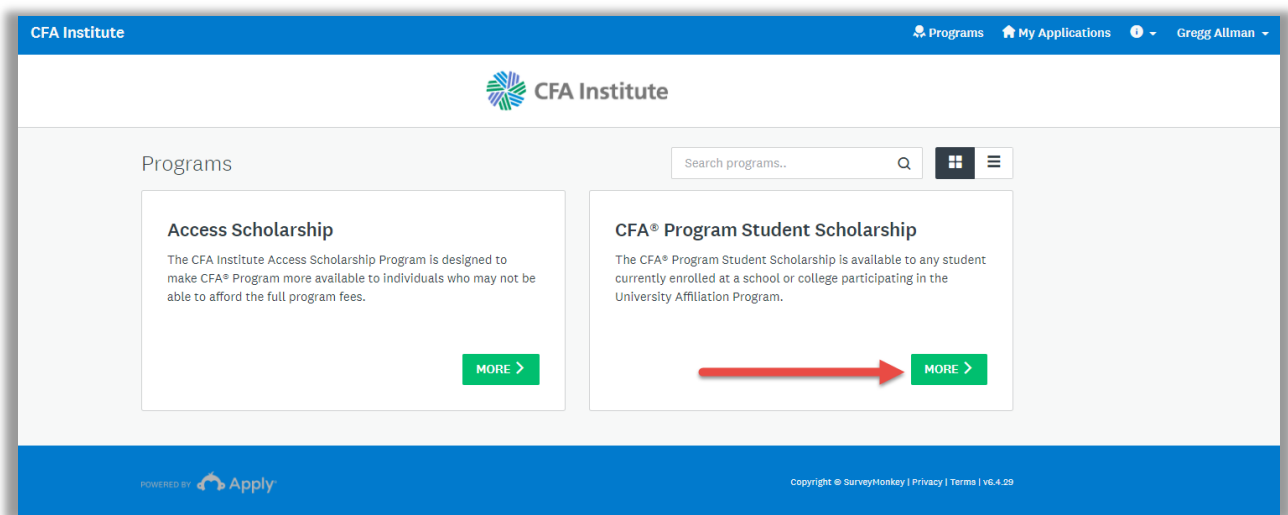 CFA Institute
Programs
My Applications
Gregg Allman
CFA Institute
Programs
Search programs..
Access Scholarship
The CFA Institute Access Scholarship Program is designed to
make CFA® Program more available to individuals who may not be
able to afford the full program fees.
MORE
CFA® Program Student Scholarship
The CFA® Program Student Scholarship is available to any student
currently enrolled at a school or college participating in the
University Affiliation Program.
MORE
POWERED BY Apply
Copyright © SurveyMonkey | Privacy | Terms | v6.4.29